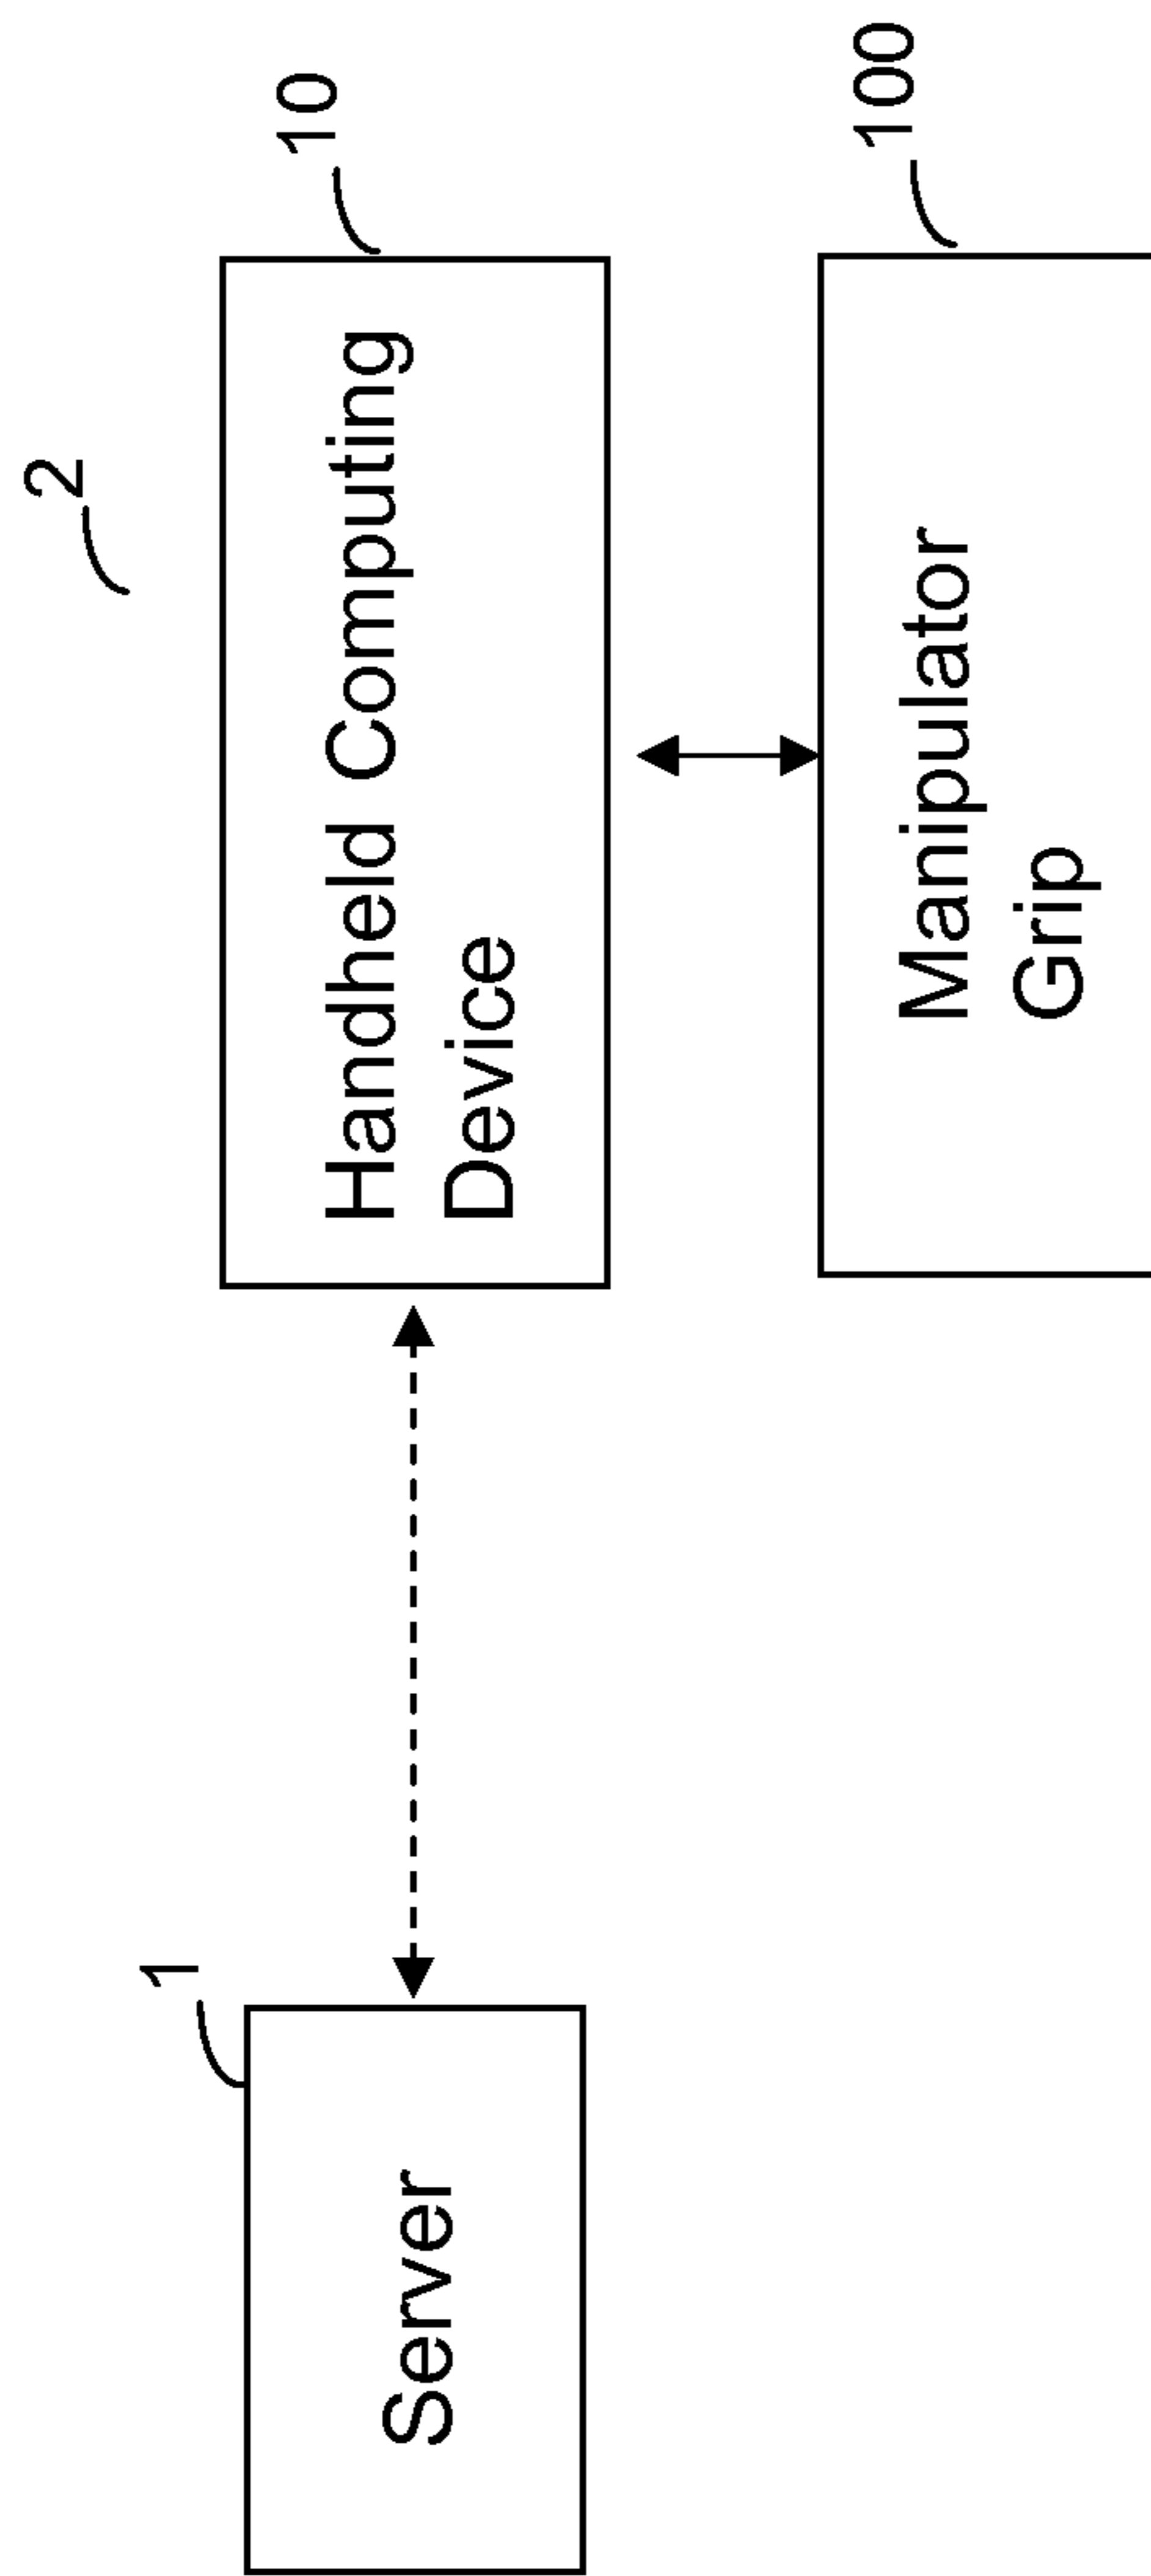 2
10
Handheld Computing
Device
1
Server
100
Manipulator
Grip